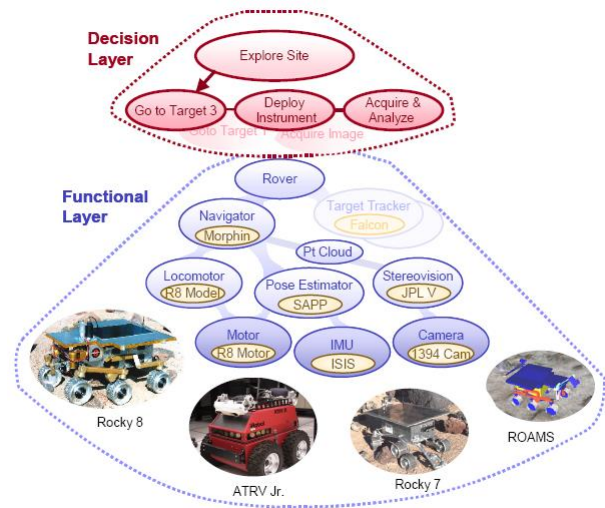 Decision
Layer
Explore Site
Go to Target 3
Deploy
Instrument
Acquire &
Analyze
Goto Target 1
Acquire Image
Functional
Layer
Rover
Target Tracker
Falcon
Navigator
Morphin
Pt Cloud
Locomotor
R8 Model
Pose Estimator
SAPP
Stereovision
JPL V
Motor
R8 Motor
IMU
ISIS
Camera
1394 Cam
Rocky 8
ATRV Jr.
Rocky 7
ROAMS